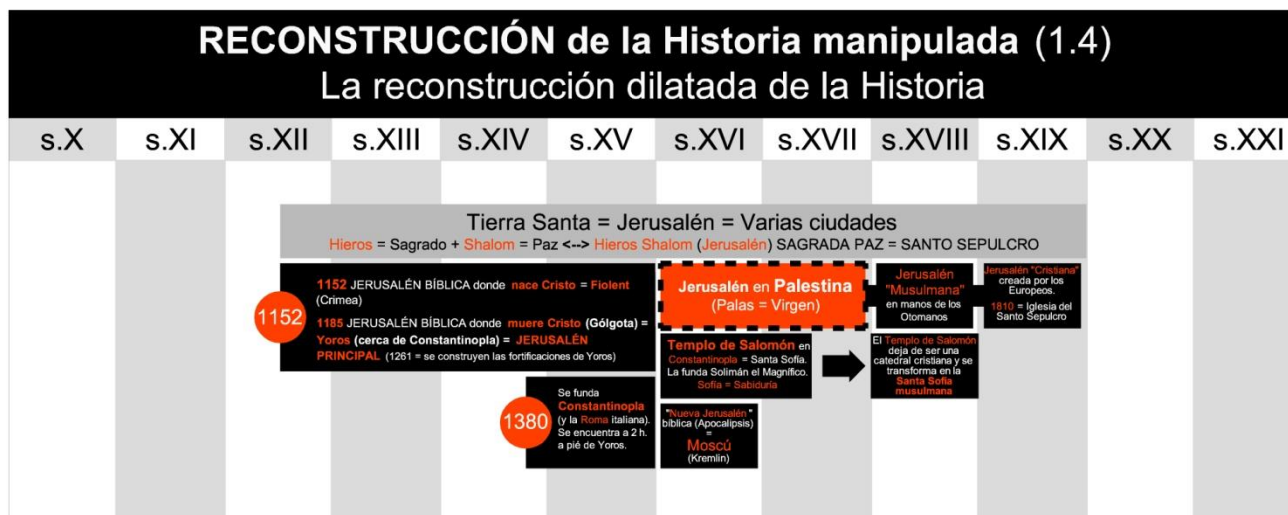 RECONSTRUCCIÓN de la Historia manipulada (1.4)
La reconstrucción dilatada de la Historia
s.X s.XI s.XII s.XIII s.XIV s.XV s.XVI s.XVII s.XVIII s.XIX s.XX s.XXI
Tierra Santa = Jerusalén = Varias ciudades
Hieros = Sagrado + Shalom = Paz <--> Hieros Shalom (Jerusalén) SAGRADA PAZ = SANTO SEPULCRO
1152
1152 JERUSALÉN BÍBLICA donde nace Cristo = Fiolent
(Crimea)
1185 JERUSALÉN BÍBLICA donde muere Cristo (Gólgota) =
Yoros (cerca de Constantinopla) = JERUSALÉN
PRINCIPAL (1261 = se construyen las fortificaciones de Yoros)
Jerusalén en Palestina
(Palas = Virgen)
Jerusalén
"Musulmana"
en manos de los
Otomanos
Jerusalén "Cristiana"
creada por los
Europeos.
1810 = Iglesia del
Santo Sepulcro
Templo de Salomón en
Constantinopla = Santa Sofía.
La funda Solimán el Magnífico.
Sofía = Sabiduría
El Templo de Salomón
deja de ser una
catedral cristiana y se
transforma en la
Santa Sofía
musulmana
1380
Se funda
Constantinopla
(y la Roma italiana).
Se encuentra a 2 h.
a pié de Yoros.
"Nueva Jerusalén "
bíblica (Apocalipsis)
=
Moscú
(Kremlin)